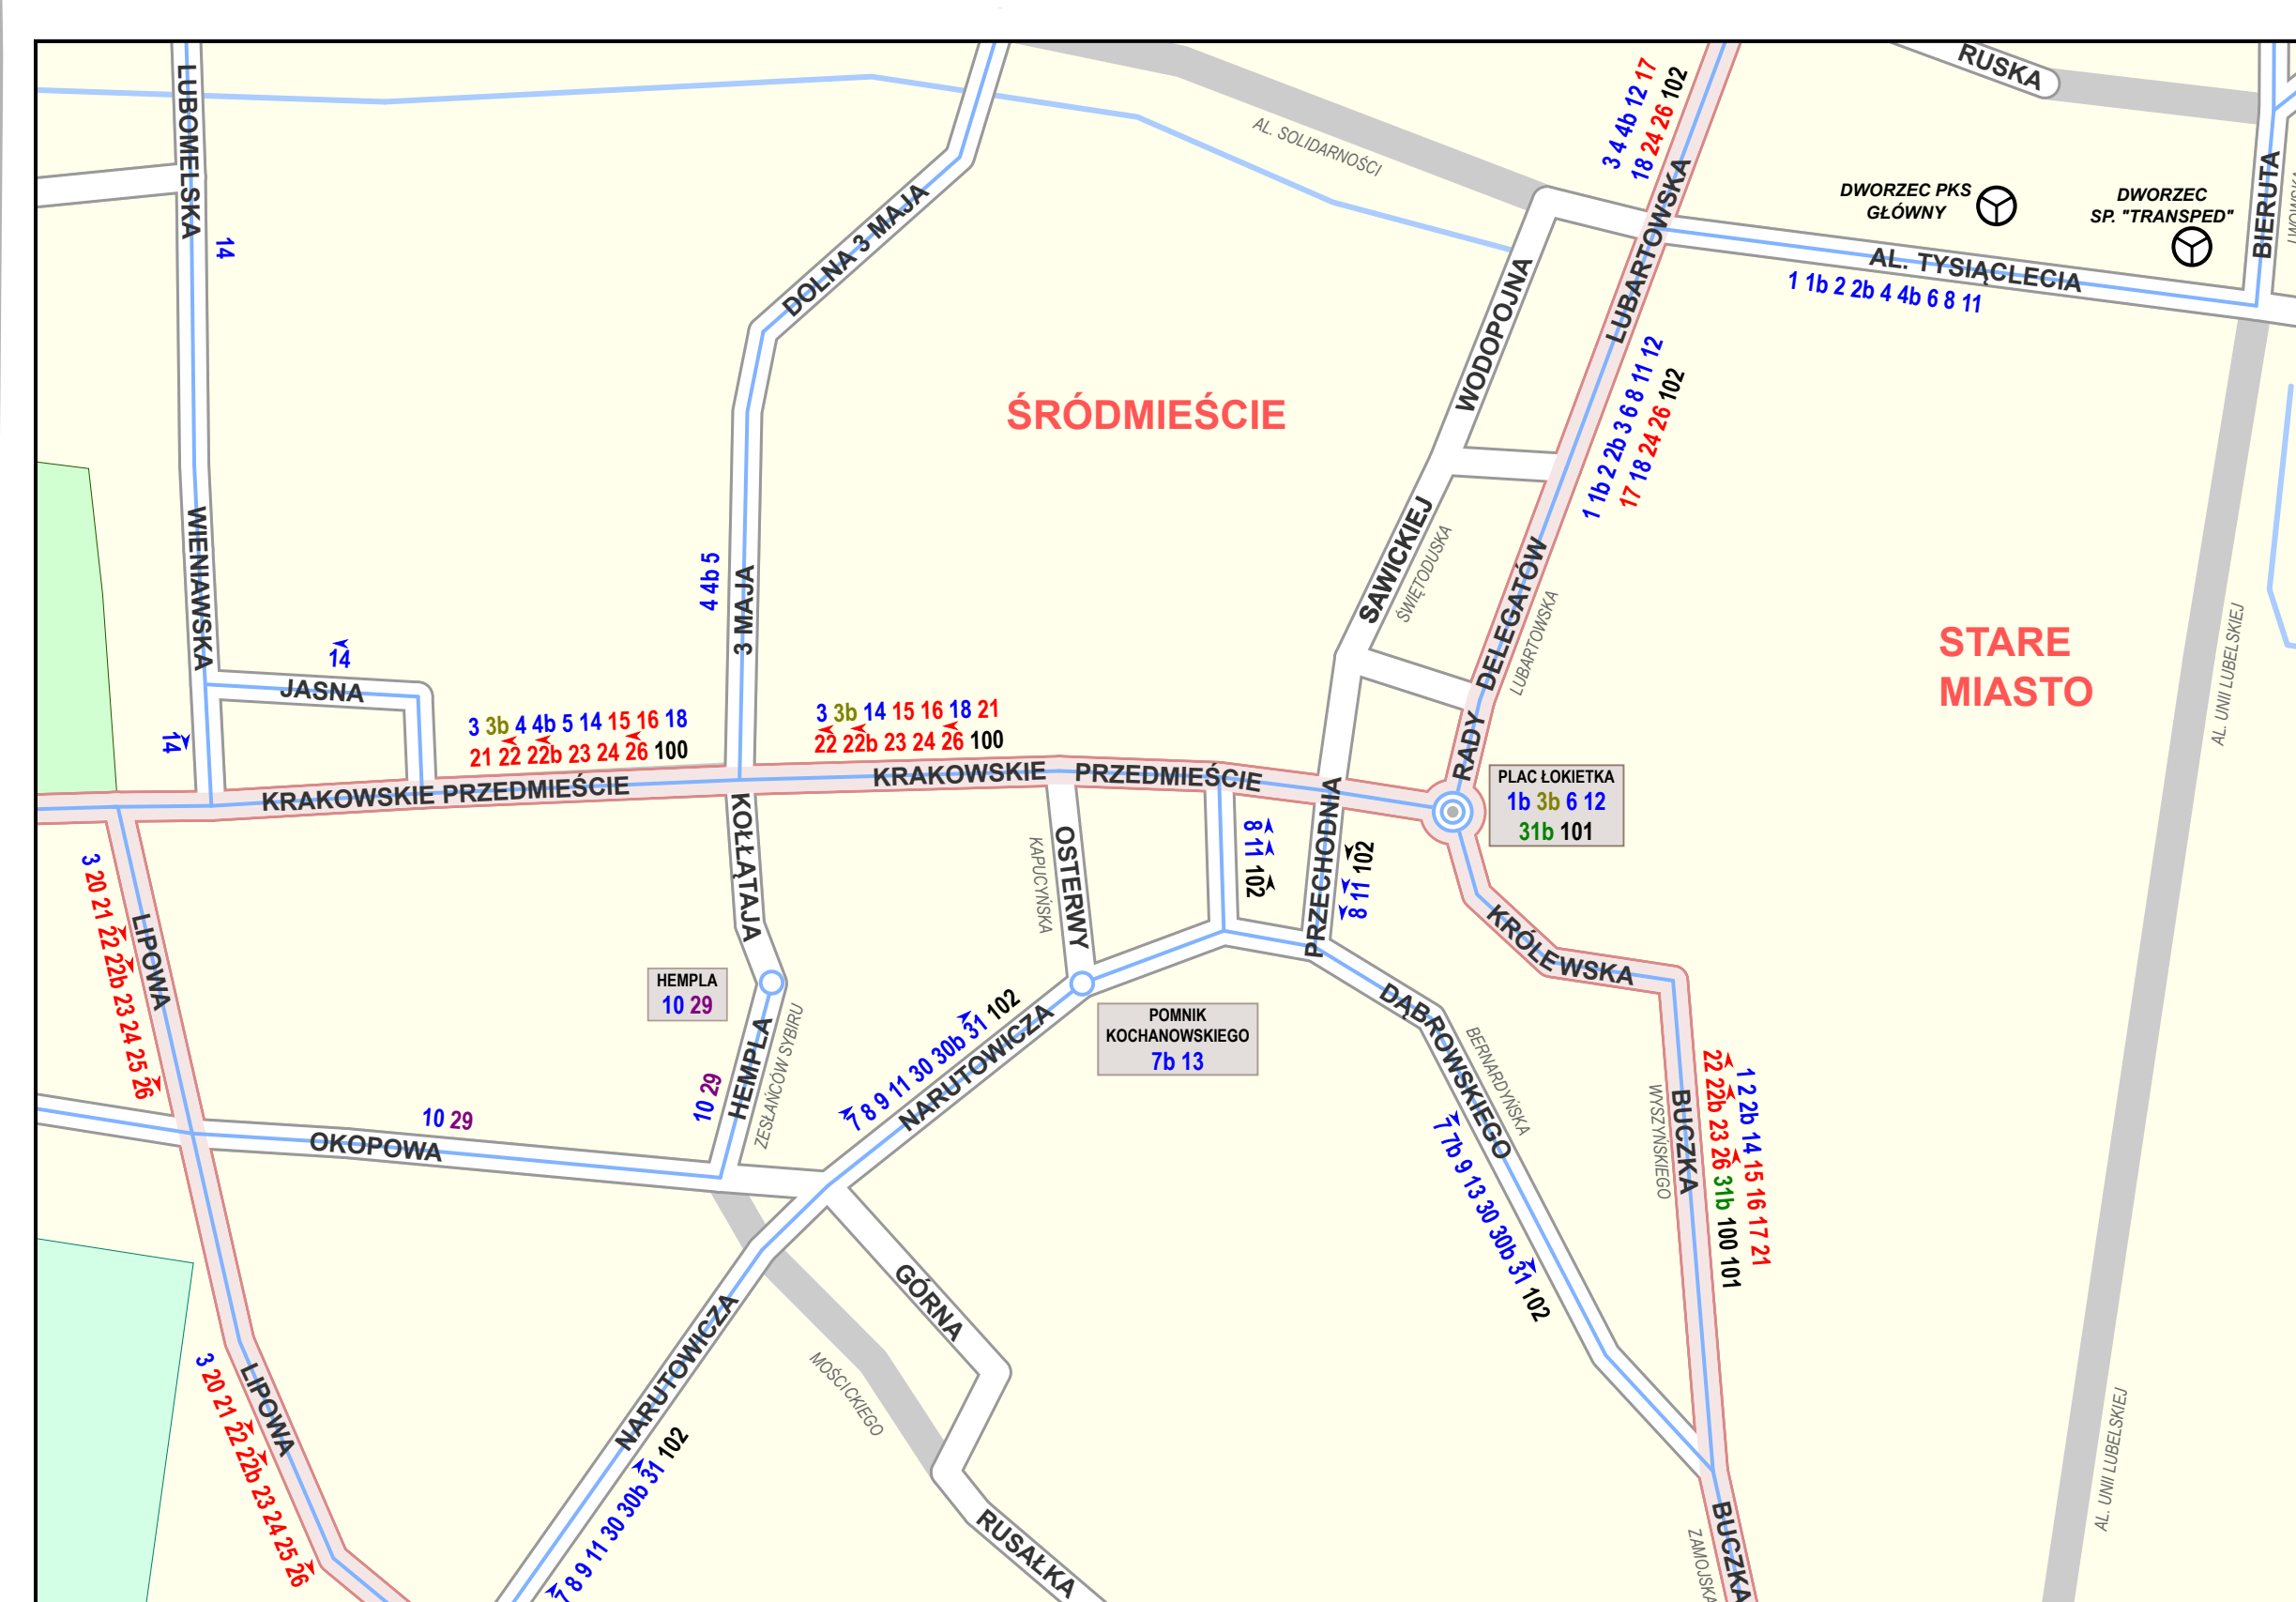 LUBOMELSKA
14
WIENIAWSKA
14
JASNA
14
DOLNA 3 MAJA
3 MAJA
4 4b 5
AL. SOLIDARNOŚCI
3 4 4b 12 17
18 24 26 102
LUBARTOWSKA
RUSKA
DWORZEC PKS
GŁÓWNY
DWORZEC
SP. "TRANSPED"
BIERUTA
AL. TYSIĄCLECIA
1 1b 2 2b 4 4b 6 8 11
WODOPOJNA
1 1b 2 2b 3 6 8 11 12
17 18 24 26 102
ŚRÓDMIEŚCIE
SAWICKIEJ
ŚWIĘTODUSKA
RADY DELEGATÓW
LUBARTOWSKA
STARE
MIASTO
AL. UNII LUBELSKIEJ
3 3b 4 4b 5 14 15 16 18
21 22 22b 23 24 26 100
3 3b 14 15 16 18 21
22 22b 23 24 26 100
KRAKOWSKIE PRZEDMIEŚCIE
KRAKOWSKIE PRZEDMIEŚCIE
PLAC ŁOKIETKA
1b 3b 6 12
31b 101
KOŁŁĄTAJA
OSTERWY
KAPUCYŃSKA
8 11 102
PRZECHODNIA
8 11 102
KRÓLEWSKA
LIPOWA
3 20 21 22 22b 23 24 25 26
HEMPLA
10 29
HEMPLA
10 29
ZESŁAŃCÓW SYBIRU
10 29
OKOPOWA
7 8 9 11 30 30b 31 102
NARUTOWICZA
POMNIK
KOCHANOWSKIEGO
7b 13
DĄBROWSKIEGO
BERNARDYŃSKA
7 7b 9 13 30 30b 31 102
BUCZKA
WYSZYŃSKIEGO
1 2 2b 14 15 16 17 21
22 22b 23 26 31b 100 101
GÓRNA
MOŚCICKIEGO
NARUTOWICZA
7 8 9 11 30 30b 31 102
LIPOWA
3 20 21 22 22b 23 24 25 26
RUSAŁKA
BUCZKA
AL. UNII LUBELSKIEJ